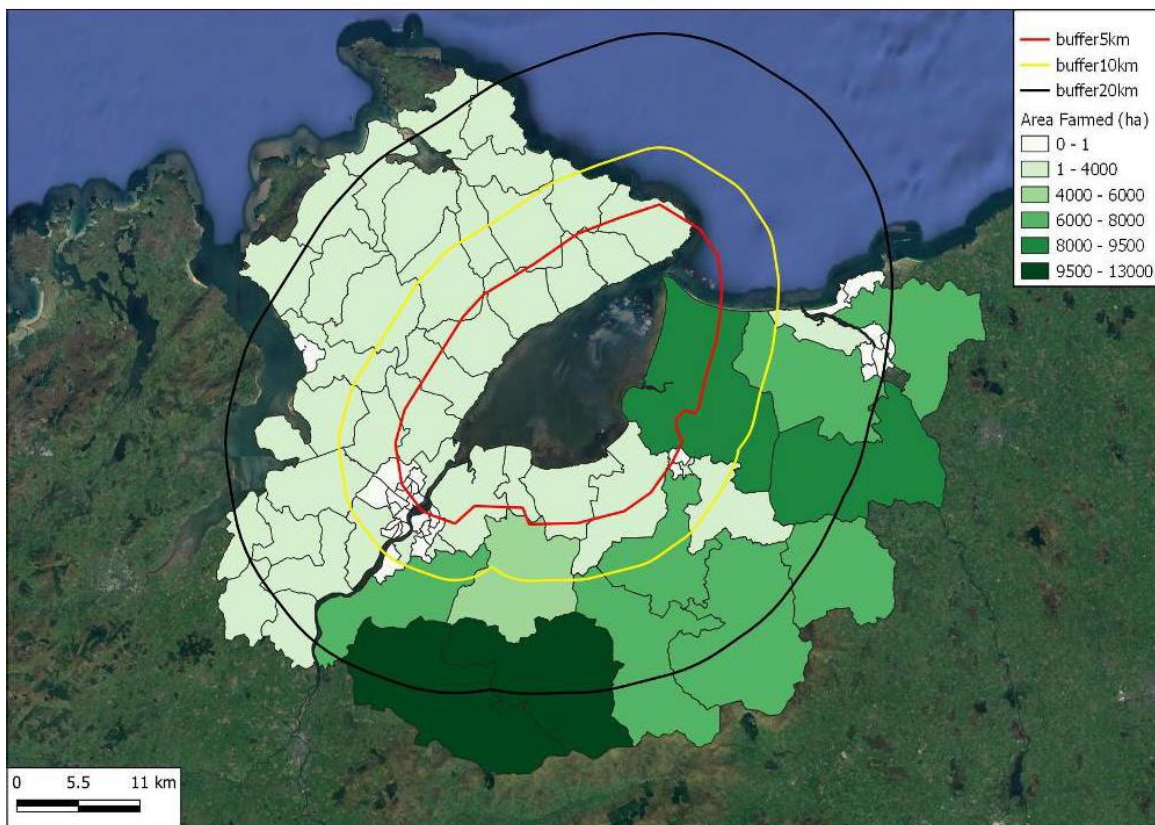 buffer5km
buffer10km
buffer20km
Area Farmed (ha)
0 - 1
1 - 4000
4000 - 6000
6000 - 8000
8000 - 9500
9500 - 13000
0 5.5 11 km